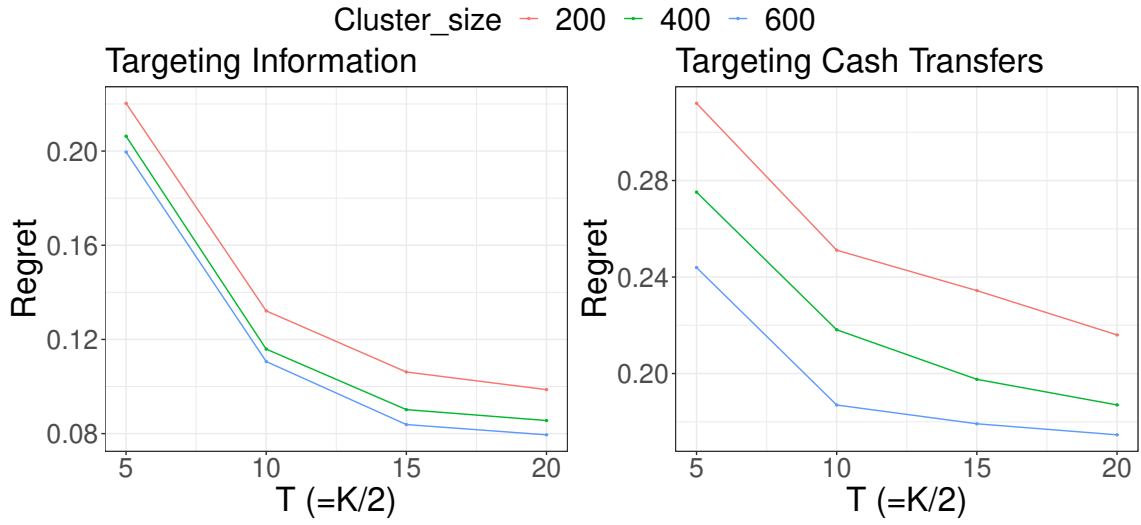 Cluster_size 200 400 600
Targeting Information
Regret
0.20
0.16
0.12
0.08
5 10 15 20
T (=K/2)
Targeting Cash Transfers
Regret
0.28
0.24
0.20
5 10 15 20
T (=K/2)